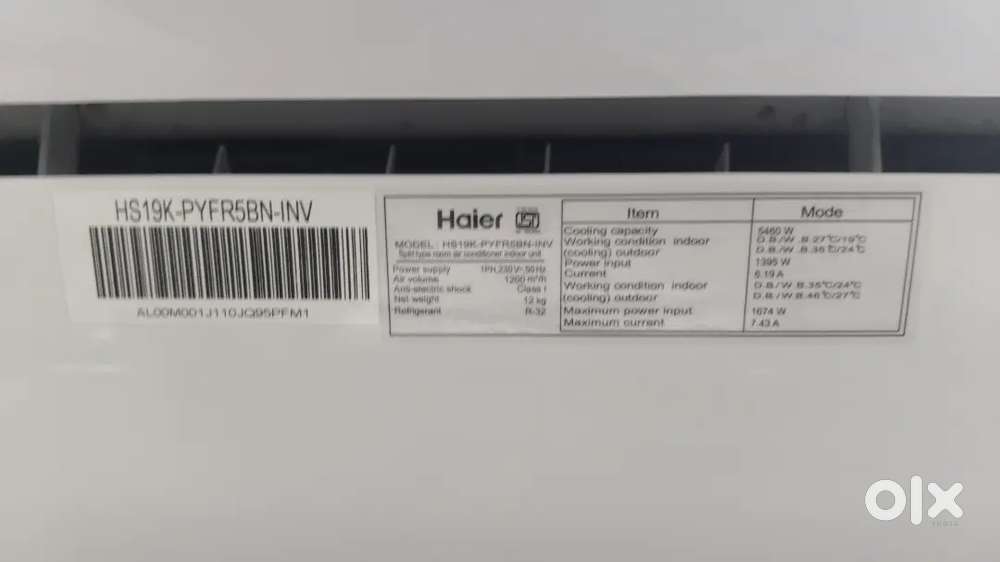 HS19K-PYFR5BN-INV
AL00M001J110JQ95PFM1
Haier
MODEL : HS19K-PYFR5BN-INV
Split type room air conditioner indoor unit
Power supply 1PH,230V~,50Hz
Air volume 1200 m³/h
Anti-electric shock Class I
Net weight 12 kg
Refrigerant R-32
Item Mode
Cooling capacity 5460 W
Working condition indoor D.B./W.B.27℃/19℃
(cooling) outdoor D.B./W.B.35℃/24℃
Power input 1395 W
Current 6.19 A
Working condition indoor D.B./W.B.35℃/24℃
(cooling) outdoor D.B./W.B.46℃/27℃
Maximum power input 1674 W
Maximum current 7.43 A
olx
INDIA